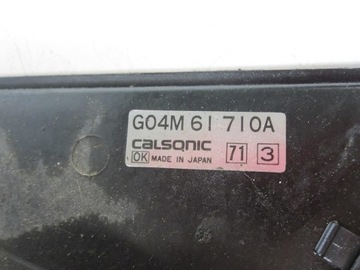 G04M 61 710A
calsonic 71 3
OK MADE IN JAPAN